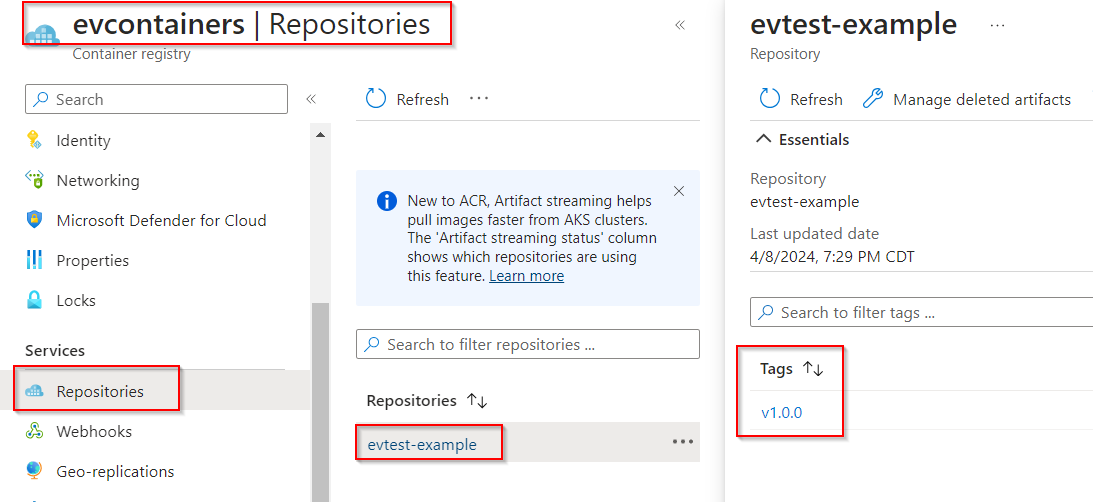 evcontainers | Repositories
Container registry
Search
Identity
Networking
Microsoft Defender for Cloud
Properties
Locks
Services
Repositories
Webhooks
Geo-replications
Refresh
New to ACR, Artifact streaming helps
pull images faster from AKS clusters.
The 'Artifact streaming status' column
shows which repositories are using
this feature. Learn more
Search to filter repositories ...
Repositories
evtest-example
evtest-example
Repository
Refresh
Manage deleted artifacts
Essentials
Repository
evtest-example
Last updated date
4/8/2024, 7:29 PM CDT
Search to filter tags ...
Tags
v1.0.0